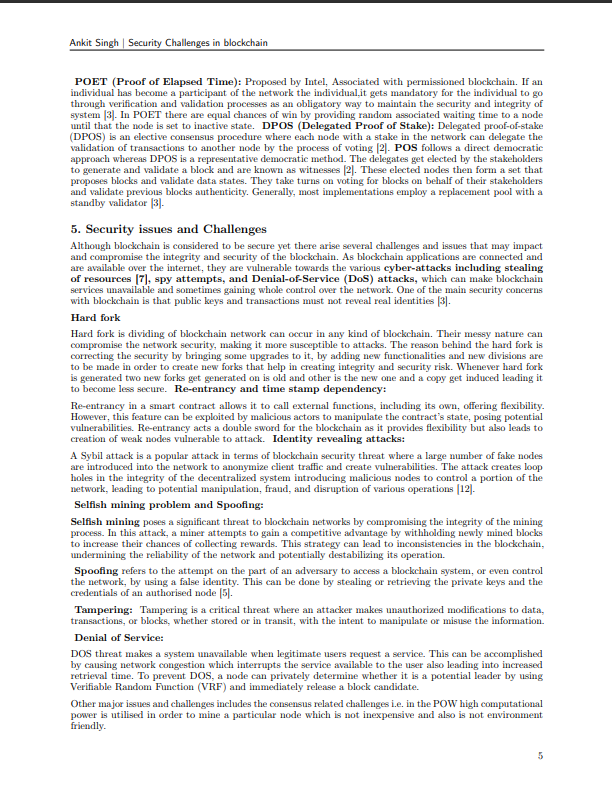 Ankit Singh | Security Challenges in blockchain
POET (Proof of Elapsed Time): Proposed by Intel, Associated with permissioned blockchain. If an
individual has become a participant of the network the individual,it gets mandatory for the individual to go
through verification and validation processes as an obligatory way to maintain the security and integrity of
system [3]. In POET there are equal chances of win by providing random associated waiting time to a node
until that the node is set to inactive state. DPOS (Delegated Proof of Stake): Delegated proof-of-stake
(DPOS) is an elective consensus procedure where each node with a stake in the network can delegate the
validation of transactions to another node by the process of voting [2]. POS follows a direct democratic
approach whereas DPOS is a representative democratic method. The delegates get elected by the stakeholders
to generate and validate a block and are known as witnesses [2]. These elected nodes then form a set that
proposes blocks and validate data states. They take turns on voting for blocks on behalf of their stakeholders
and validate previous blocks authenticity. Generally, most implementations employ a replacement pool with a
standby validator [3].
5. Security issues and Challenges
Although blockchain is considered to be secure yet there arise several challenges and issues that may impact
and compromise the integrity and security of the blockchain. As blockchain applications are connected and
are available over the internet, they are vulnerable towards the various cyber-attacks including stealing
of resources [7], spy attempts, and Denial-of-Service (DoS) attacks, which can make blockchain
services unavailable and sometimes gaining whole control over the network. One of the main security concerns
with blockchain is that public keys and transactions must not reveal real identities [3].
Hard fork
Hard fork is dividing of blockchain network can occur in any kind of blockchain. Their messy nature can
compromise the network security, making it more susceptible to attacks. The reason behind the hard fork is
correcting the security by bringing some upgrades to it, by adding new functionalities and new divisions are
to be made in order to create new forks that help in creating integrity and security risk. Whenever hard fork
is generated two new forks get generated on is old and other is the new one and a copy get induced leading it
to become less secure. Re-entrancy and time stamp dependency:
Re-entrancy in a smart contract allows it to call external functions, including its own, offering flexibility.
However, this feature can be exploited by malicious actors to manipulate the contract's state, posing potential
vulnerabilities. Re-entrancy acts a double sword for the blockchain as it provides flexibility but also leads to
creation of weak nodes vulnerable to attack. Identity revealing attacks:
A Sybil attack is a popular attack in terms of blockchain security threat where a large number of fake nodes
are introduced into the network to anonymize client traffic and create vulnerabilities. The attack creates loop
holes in the integrity of the decentralized system introducing malicious nodes to control a portion of the
network, leading to potential manipulation, fraud, and disruption of various operations [12].
Selfish mining problem and Spoofing:
Selfish mining poses a significant threat to blockchain networks by compromising the integrity of the mining
process. In this attack, a miner attempts to gain a competitive advantage by withholding newly mined blocks
to increase their chances of collecting rewards. This strategy can lead to inconsistencies in the blockchain,
undermining the reliability of the network and potentially destabilizing its operation.
Spoofing refers to the attempt on the part of an adversary to access a blockchain system, or even control
the network, by using a false identity. This can be done by stealing or retrieving the private keys and the
credentials of an authorised node [5].
Tampering: Tampering is a critical threat where an attacker makes unauthorized modifications to data,
transactions, or blocks, whether stored or in transit, with the intent to manipulate or misuse the information.
Denial of Service:
DOS threat makes a system unavailable when legitimate users request a service. This can be accomplished
by causing network congestion which interrupts the service available to the user also leading into increased
retrieval time. To prevent DOS, a node can privately determine whether it is a potential leader by using
Verifiable Random Function (VRF) and immediately release a block candidate.
Other major issues and challenges includes the consensus related challenges i.e. in the POW high computational
power is utilised in order to mine a particular node which is not inexpensive and also is not environment
friendly.
5